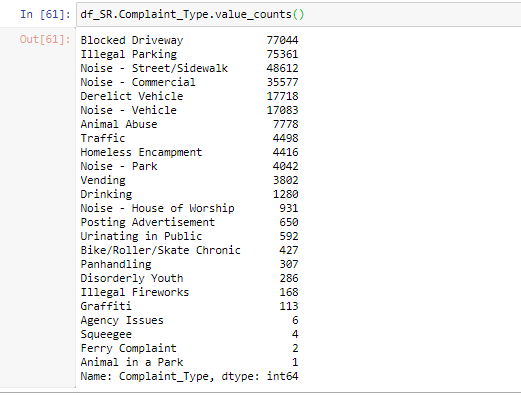 In [61]: df_SR.Complaint_Type.value_counts()
Out[61]: Blocked Driveway 77044
Illegal Parking 75361
Noise - Street/Sidewalk 48612
Noise - Commercial 35577
Derelict Vehicle 17718
Noise - Vehicle 17083
Animal Abuse 7778
Traffic 4498
Homeless Encampment 4416
Noise - Park 4042
Vending 3802
Drinking 1280
Noise - House of Worship 931
Posting Advertisement 650
Urinating in Public 592
Bike/Roller/Skate Chronic 427
Panhandling 307
Disorderly Youth 286
Illegal Fireworks 168
Graffiti 113
Agency Issues 6
Squeegee 4
Ferry Complaint 2
Animal in a Park 1
Name: Complaint_Type, dtype: int64